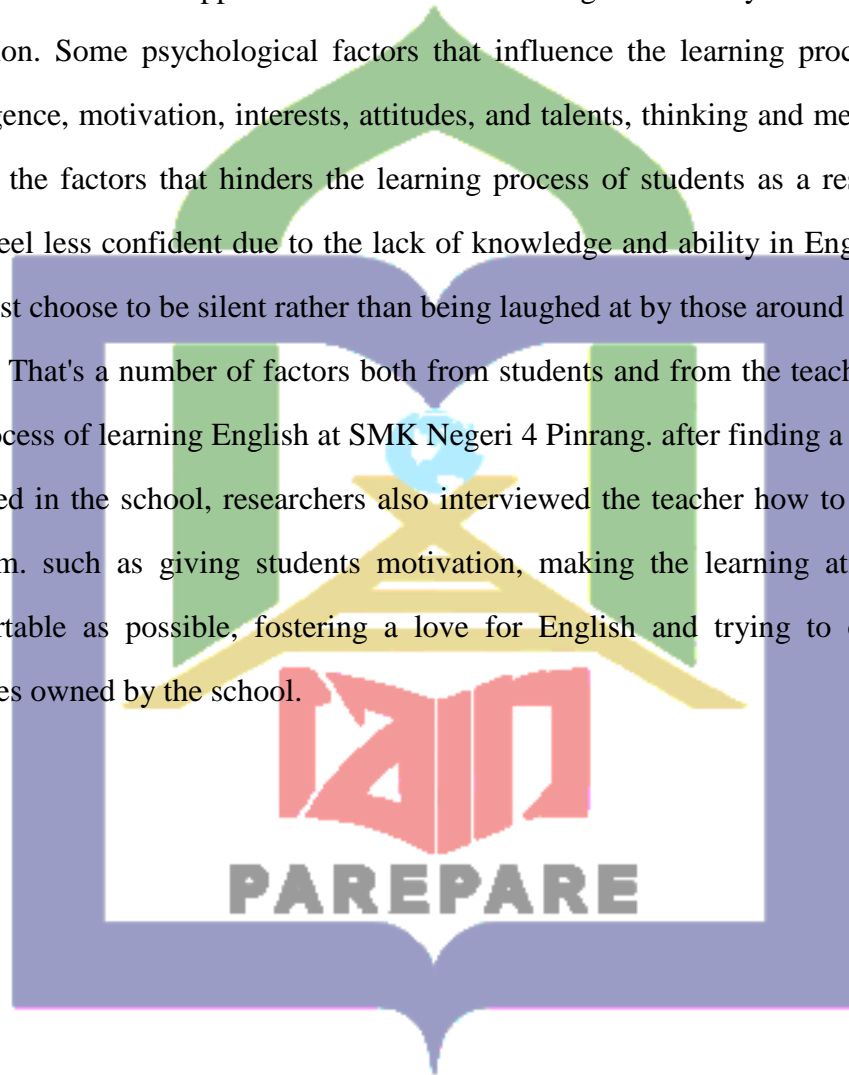 ion. Some psychological factors that influence the learning proc
gence, motivation, interests, attitudes, and talents, thinking and me
the factors that hinders the learning process of students as a res
eel less confident due to the lack of knowledge and ability in Eng
st choose to be silent rather than being laughed at by those around
That's a number of factors both from students and from the teach
ocess of learning English at SMK Negeri 4 Pinrang. after finding a
ed in the school, researchers also interviewed the teacher how to
m. such as giving students motivation, making the learning at
rtable as possible, fostering a love for English and trying to
es owned by the school.
iain
PAREPARE